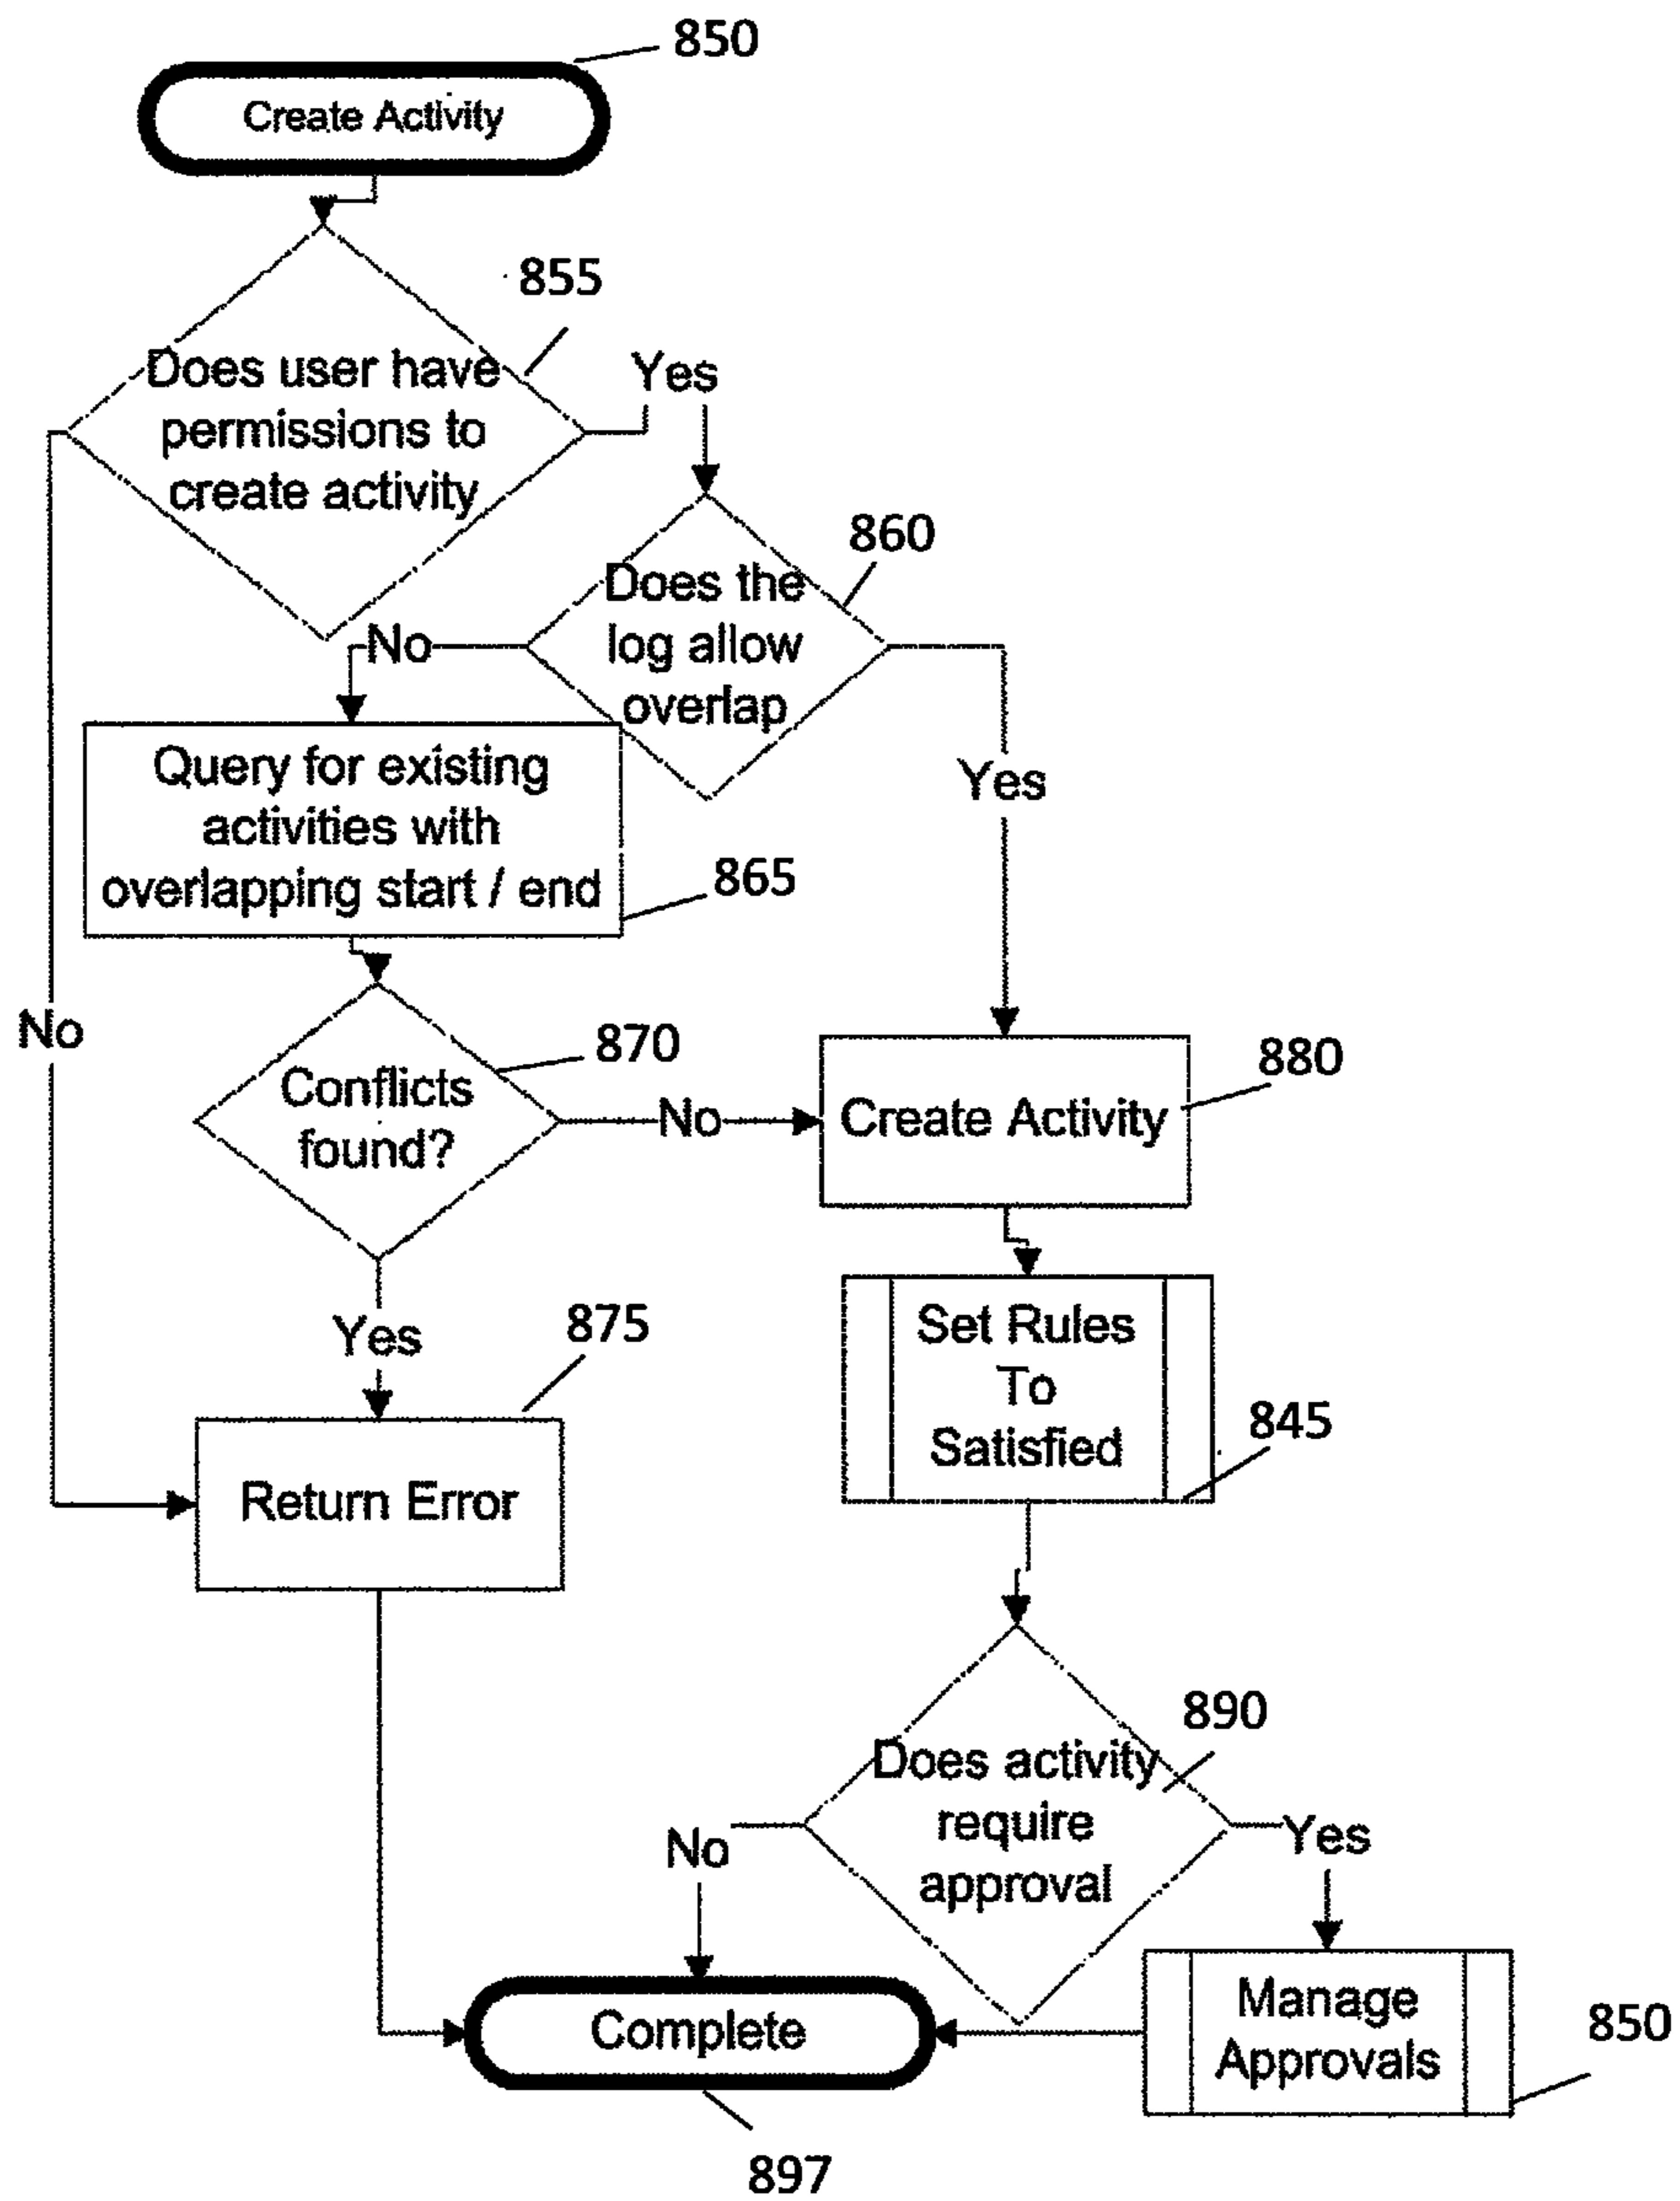 850
Create Activity
855
Does user have
permissions to
create activity
Yes
860
Does the
log allow
overlap
No
Yes
Query for existing
activities with
overlapping start / end
865
No
870
Conflicts
found?
No
880
Create Activity
Yes
875
Set Rules
To
Satisfied
845
Return Error
890
Does activity
require
approval
No
Yes
Manage
Approvals
850
Complete
897